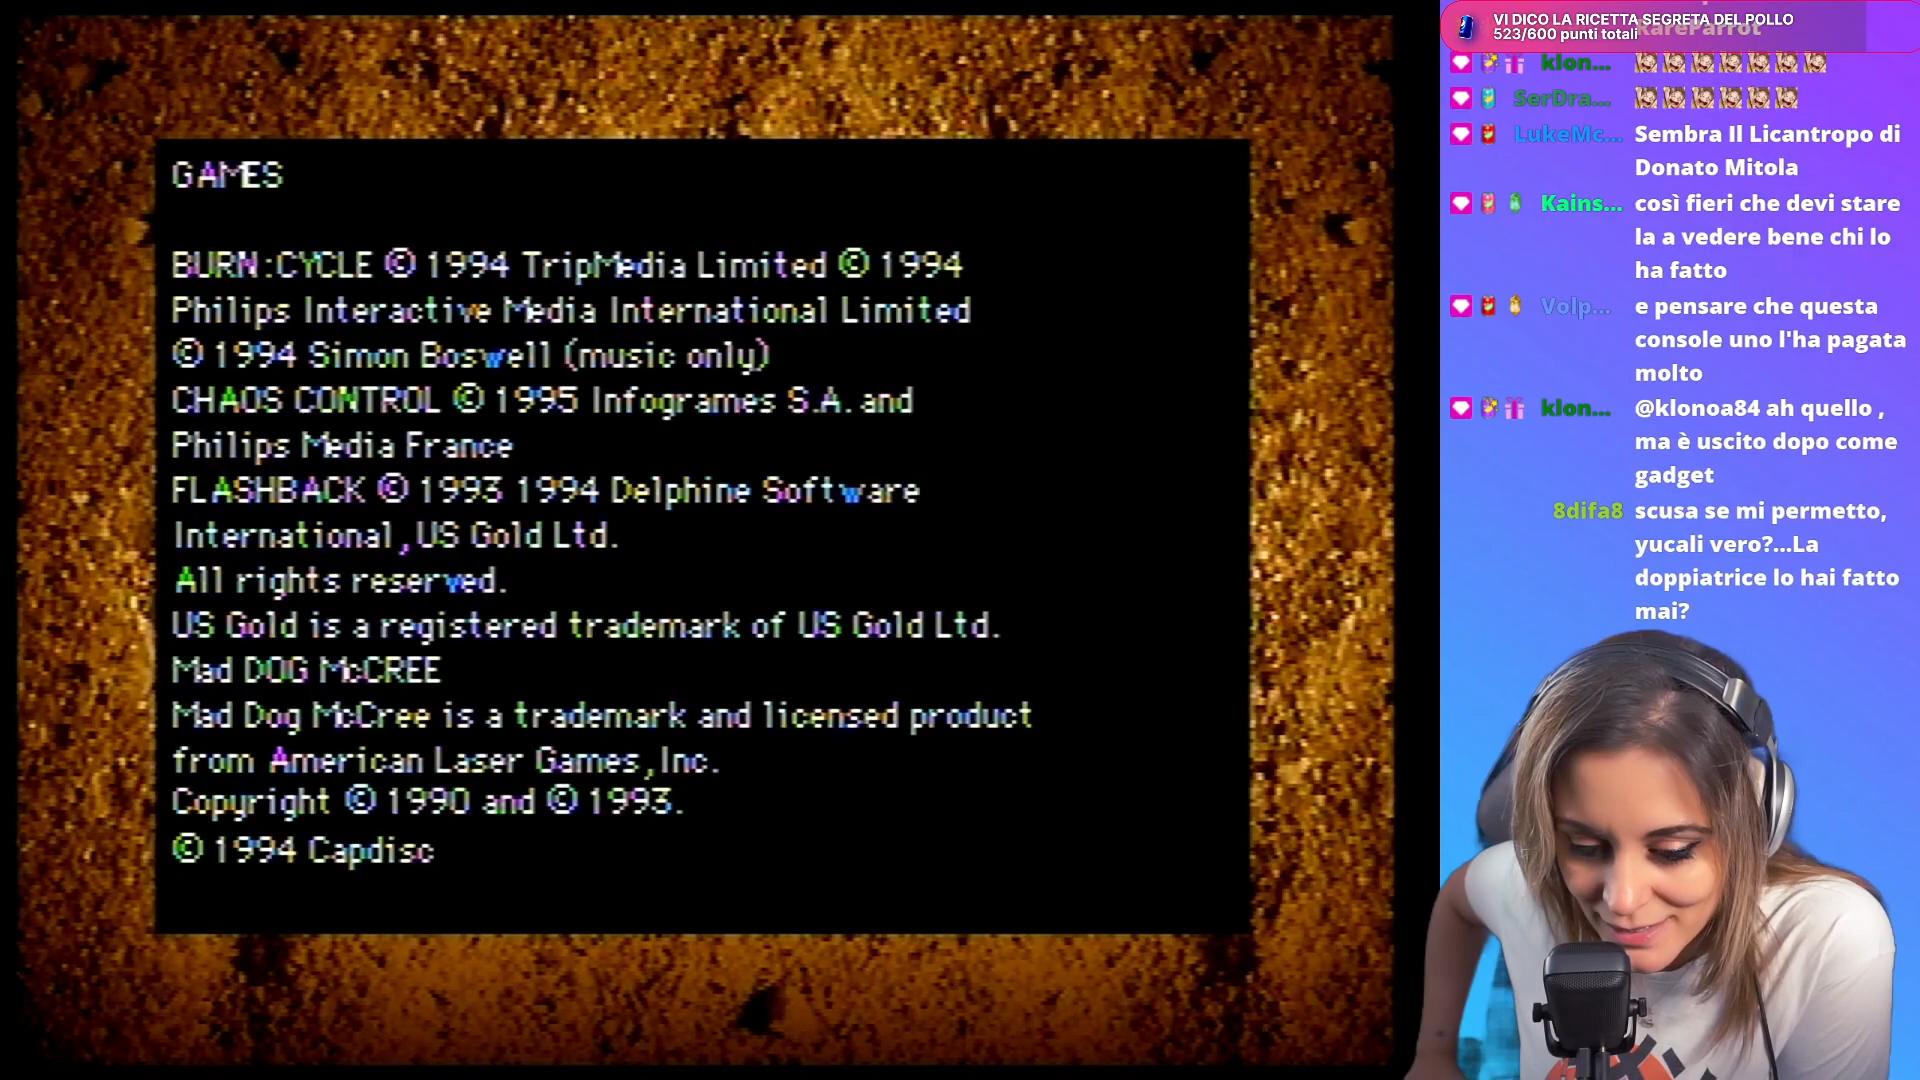 GAMES
BURN:CYCLE © 1994 TripMedia Limited © 1994
Philips Interactive Media International Limited
© 1994 Simon Boswell (music only)
CHAOS CONTROL © 1995 Infogrames S.A. and
Philips Media France
FLASHBACK © 1993 1994 Delphine Software
International,US Gold Ltd.
All rights reserved.
US Gold is a registered trademark of US Gold Ltd.
Mad DOG McCREE
Mad Dog McCree is a trademark and licensed product
from American Laser Games,Inc.
Copyright © 1990 and © 1993.
© 1994 Capdisc
VI DICO LA RICETTA SEGRETA DEL POLLO
523/600 punti totali
RareParrot
klon...
SerDra...
LukeMc... Sembra Il Licantropo di
Donato Mitola
Kains... così fieri che devi stare
la a vedere bene chi lo
ha fatto
Volp... e pensare che questa
console uno l'ha pagata
molto
klon... @klonoa84 ah quello ,
ma è uscito dopo come
gadget
8difa8 scusa se mi permetto,
yucali vero?...La
doppiatrice lo hai fatto
mai?